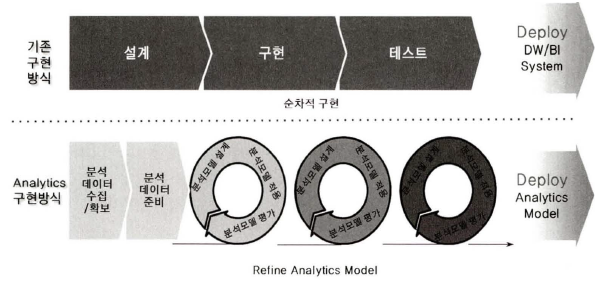 기존
구현
방식
설계
구현
테스트
Deploy
DW/BI
System
순차적 구현
Analytics
구현방식
분석
데이터
수집
/확보
분석
데이터
준비
분석모델 설계
분석모델 적용
분석모델 평가
분석모델 설계
분석모델 적용
분석모델 평가
분석모델 설계
분석모델 적용
분석모델 평가
Deploy
Analytics
Model
Refine Analytics Model